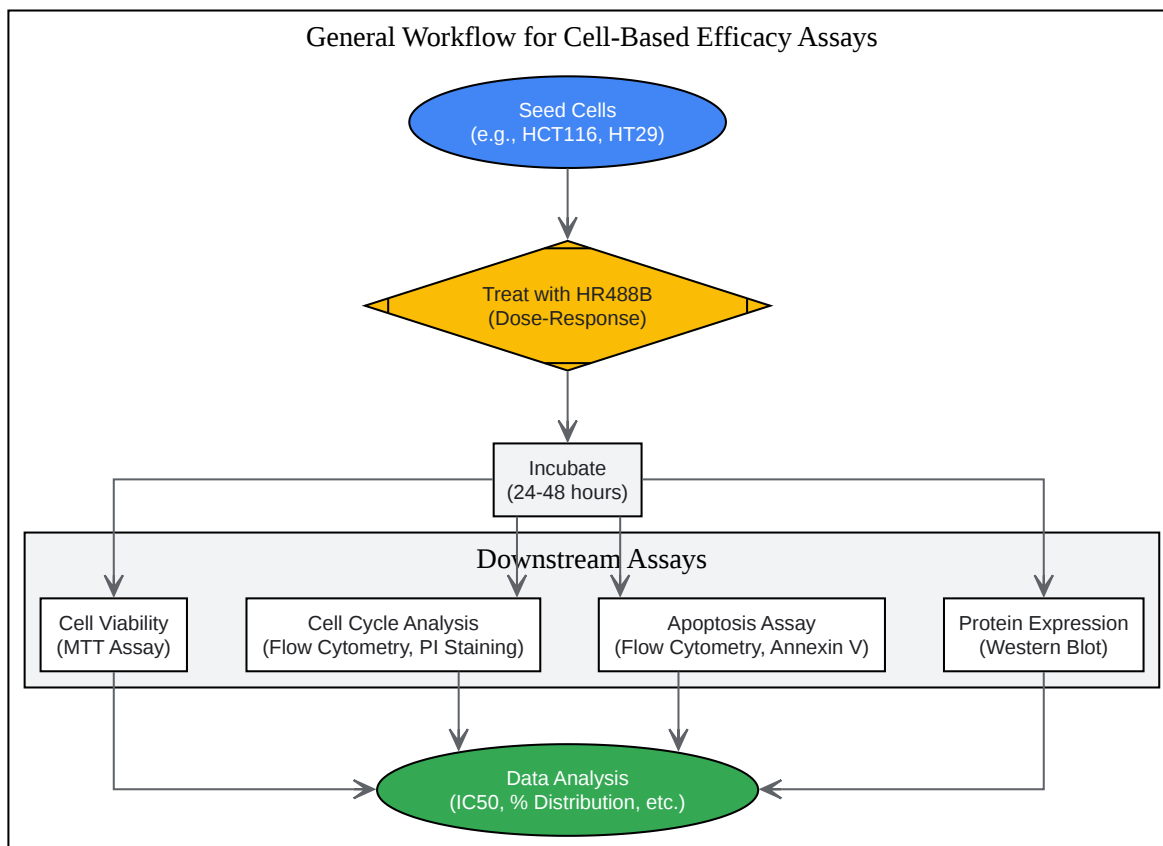 General Workflow for Cell-Based Efficacy Assays
Seed Cells
(e.g., HCT116, HT29)
Treat with HR488B
(Dose-Response)
Incubate
(24-48 hours)
Downstream Assays
Cell Viability
(MTT Assay)
Cell Cycle Analysis
(Flow Cytometry, PI Staining)
Apoptosis Assay
(Flow Cytometry, Annexin V)
Protein Expression
(Western Blot)
Data Analysis
(IC50, % Distribution, etc.)